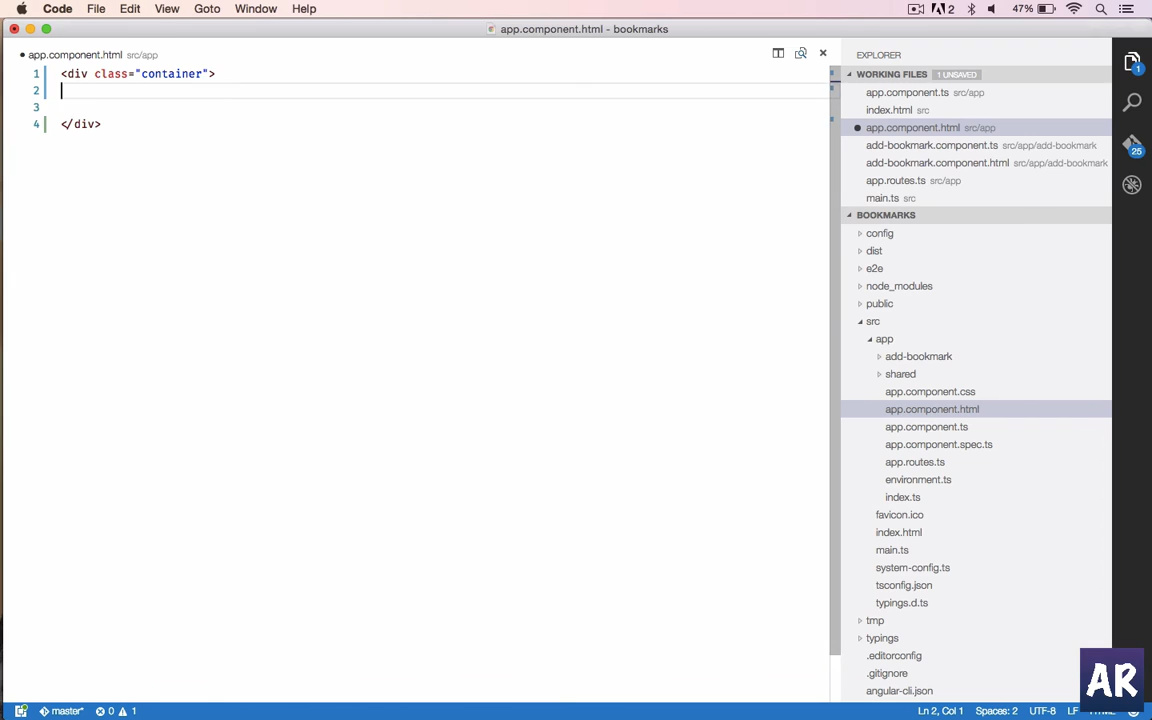 Code File Edit View Goto Window Help 2 47%
app.component.html - bookmarks
app.component.html src/app
1 <div class="container">
2
3
4 </div>
EXPLORER
WORKING FILES 1 UNSAVED
app.component.ts src/app
index.html src
app.component.html src/app
add-bookmark.component.ts src/app/add-bookmark
add-bookmark.component.html src/app/add-bookmark
app.routes.ts src/app
main.ts src
BOOKMARKS
config
dist
e2e
node_modules
public
src
app
add-bookmark
shared
app.component.css
app.component.html
app.component.ts
app.component.spec.ts
app.routes.ts
environment.ts
index.ts
favicon.ico
index.html
main.ts
system-config.ts
tsconfig.json
typings.d.ts
tmp
typings
.editorconfig
.gitignore
angular-cli.json
1
25
AR
master* 0 1 Ln 2, Col 1 Spaces: 2 UTF-8 LF